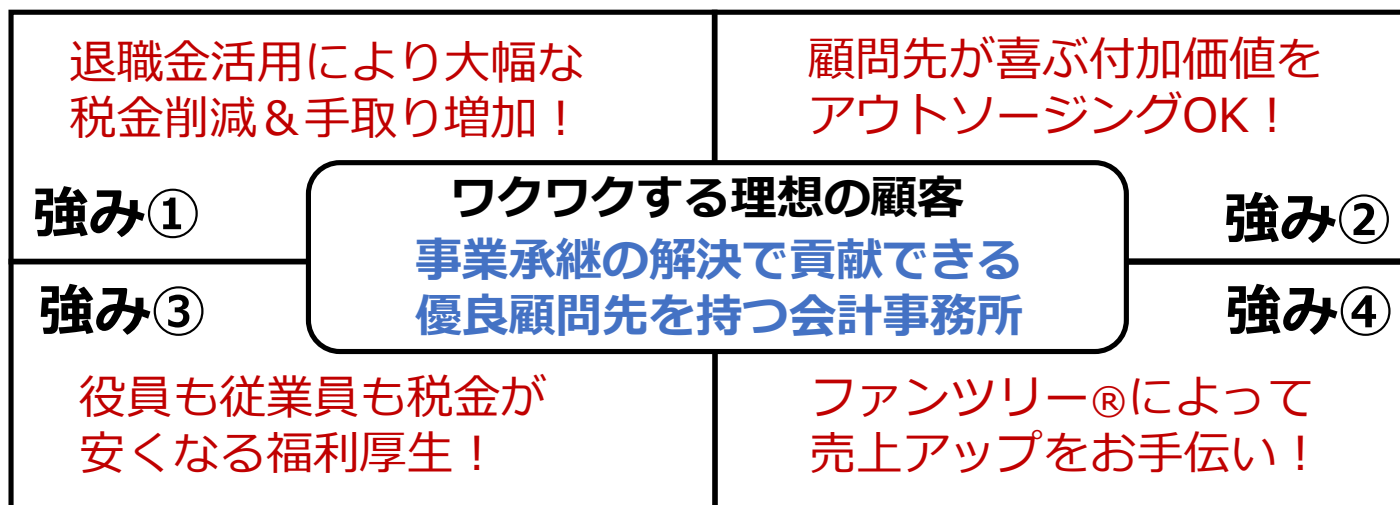 退職金活用により大幅な
税金削減＆手取り増加！
強み①
顧問先が喜ぶ付加価値を
アウトソージングOK！
強み②
ワクワクする理想の顧客
事業承継の解決で貢献できる
優良顧問先を持つ会計事務所
強み③
役員も従業員も税金が
安くなる福利厚生！
強み④
ファンツリー®によって
売上アップをお手伝い！